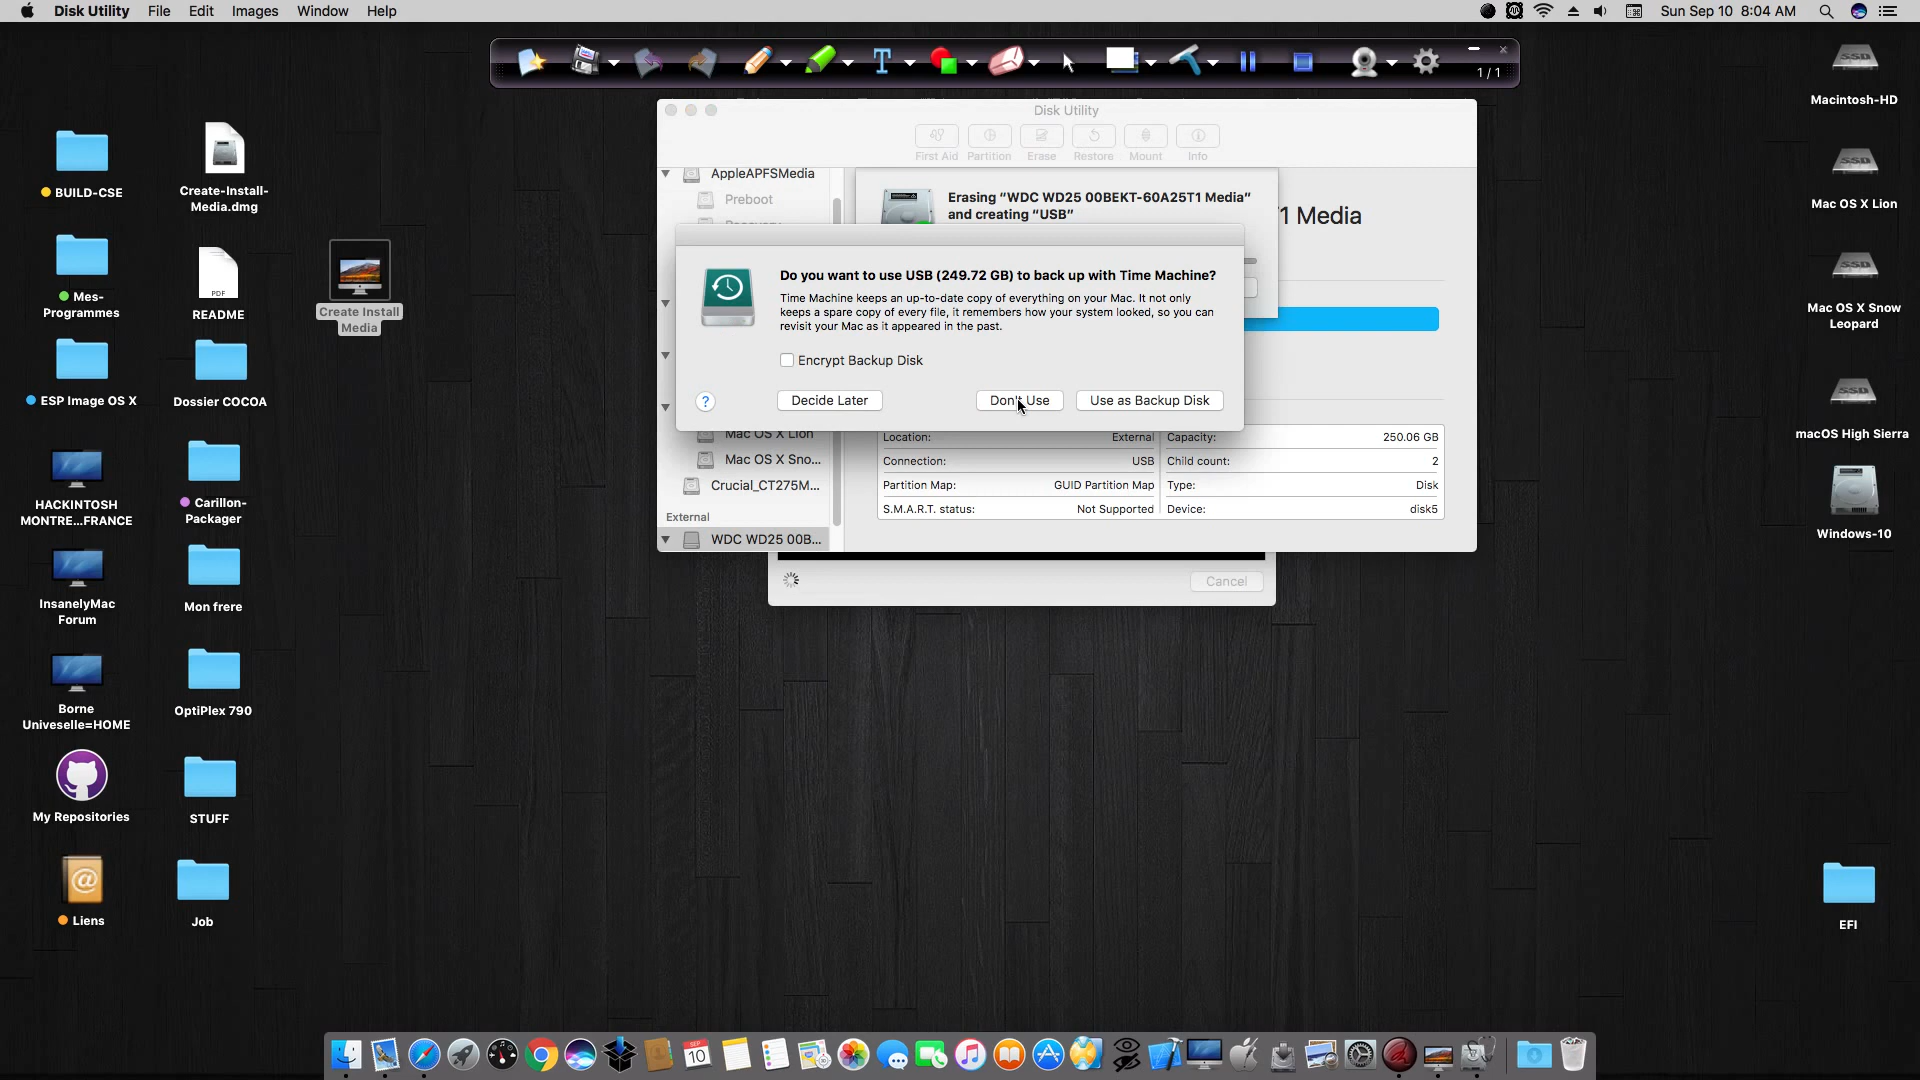 Disk Utility File Edit Images Window Help
Sun Sep 10 8:04 AM
1 / 1
Disk Utility
First Aid Partition Erase Restore Mount Info
AppleAPFSMedia
Preboot
Erasing “WDC WD25 00BEKT-60A25T1 Media”
and creating “USB”
1 Media
Do you want to use USB (249.72 GB) to back up with Time Machine?
Time Machine keeps an up-to-date copy of everything on your Mac. It not only
keeps a spare copy of every file, it remembers how your system looked, so you can
revisit your Mac as it appeared in the past.
Encrypt Backup Disk
?
Decide Later
Don't Use
Use as Backup Disk
Mac OS X Lion
Mac OS X Sno...
Crucial_CT275M...
External
WDC WD25 00B...
Location: External
Capacity: 250.06 GB
Connection: USB
Child count: 2
Partition Map: GUID Partition Map
Type: Disk
S.M.A.R.T. status: Not Supported
Device: disk5
Cancel
BUILD-CSE
Mes-
Programmes
ESP Image OS X
HACKINTOSH
MONTRE...FRANCE
InsanelyMac
Forum
Borne
Univeselle=HOME
My Repositories
Liens
Create-Install-
Media.dmg
PDF
README
Dossier COCOA
Carillon-
Packager
Mon frere
OptiPlex 790
STUFF
Job
Create Install
Media
SSD
Macintosh-HD
SSD
Mac OS X Lion
SSD
Mac OS X Snow
Leopard
SSD
macOS High Sierra
Windows-10
EFI
SEP
10